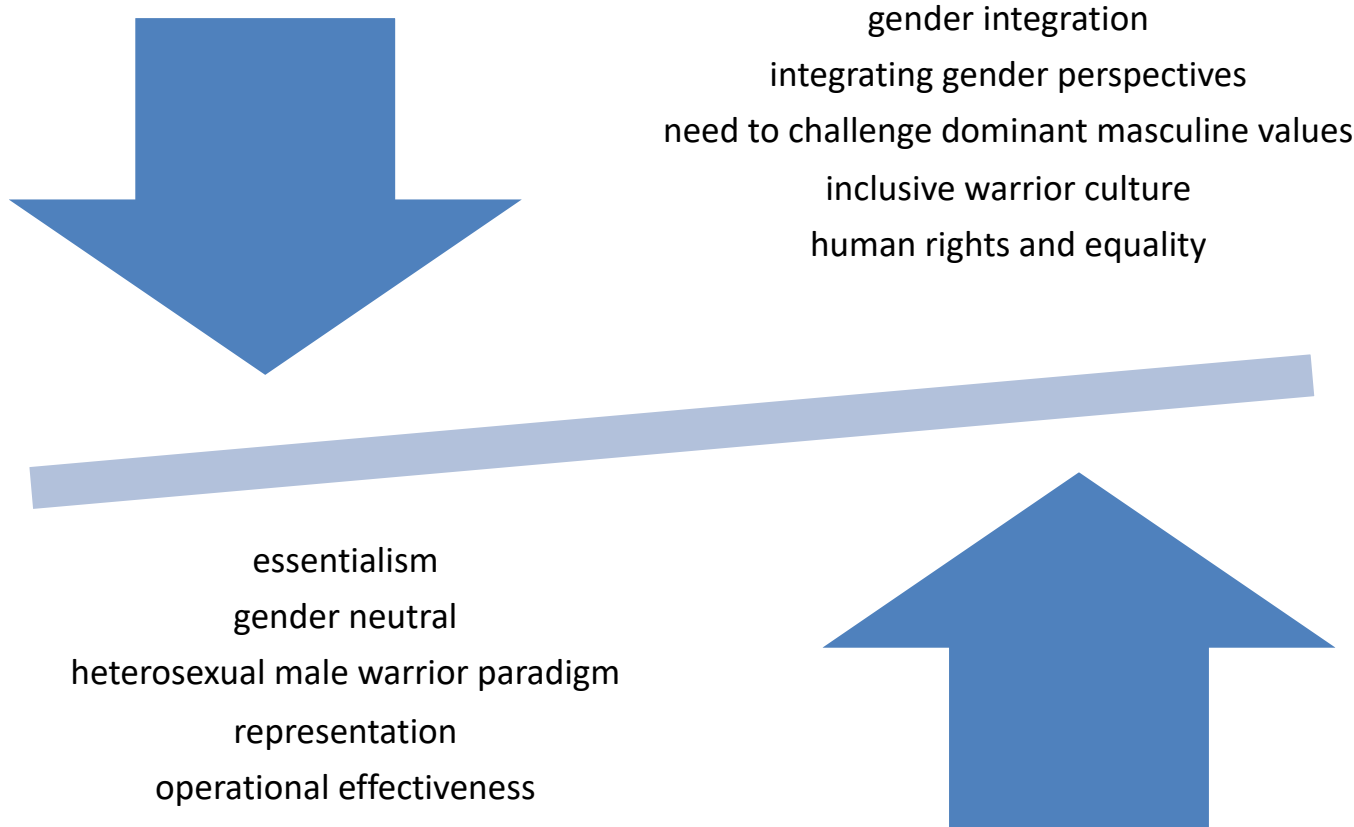 gender integration
integrating gender perspectives
need to challenge dominant masculine values
inclusive warrior culture
human rights and equality
essentialism
gender neutral
heterosexual male warrior paradigm
representation
operational effectiveness